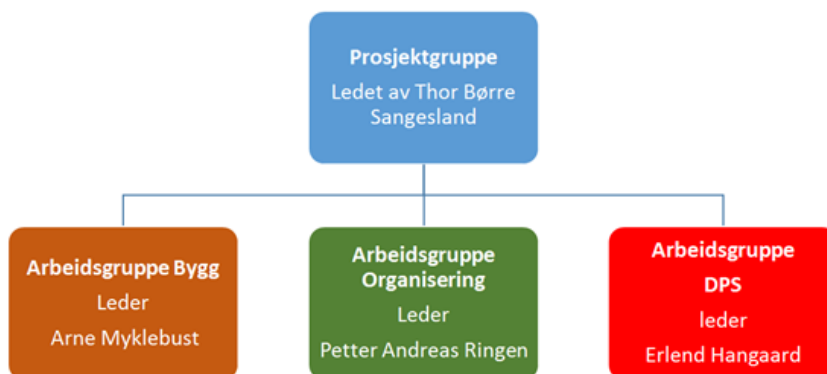 Prosjektgruppe
Ledet av Thor Børre
Sangesland
Arbeidsgruppe Bygg
Leder
Arne Myklebust
Arbeidsgruppe
Organisering
Leder
Petter Andreas Ringen
Arbeidsgruppe
DPS
leder
Erlend Hangaard